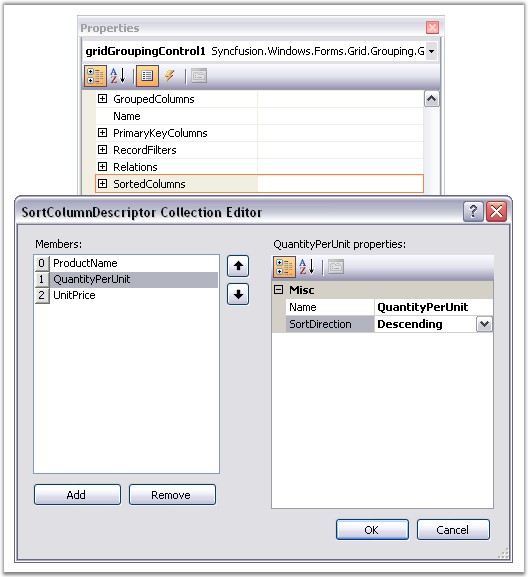 Properties
gridGroupingControl1 Syncfusion.Windows.Forms.Grid.Grouping.G
GroupedColumns
Name
PrimaryKeyColumns
RecordFilters
Relations
SortedColumns
SortColumnDescriptor Collection Editor
Members:
0 ProductName
1 QuantityPerUnit
2 UnitPrice
Add Remove
QuantityPerUnit properties:
Misc
Name QuantityPerUnit
SortDirection Descending
OK Cancel